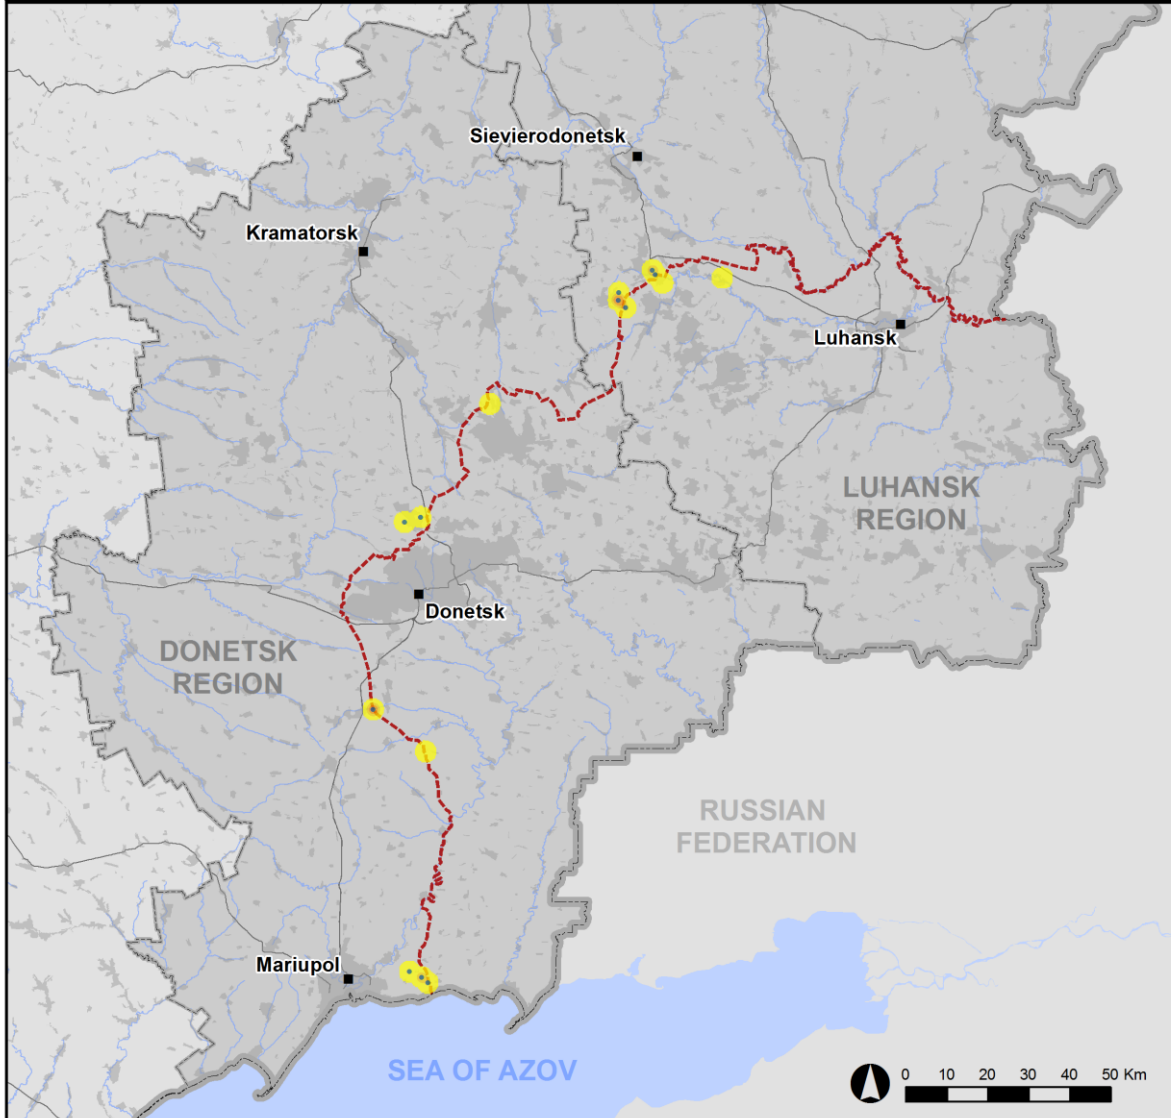 Sievierodonetsk
Kramatorsk
Luhansk
LUHANSK
REGION
Donetsk
DONETSK
REGION
RUSSIAN
FEDERATION
Mariupol
SEA OF AZOV
0 10 20 30 40 50 Km